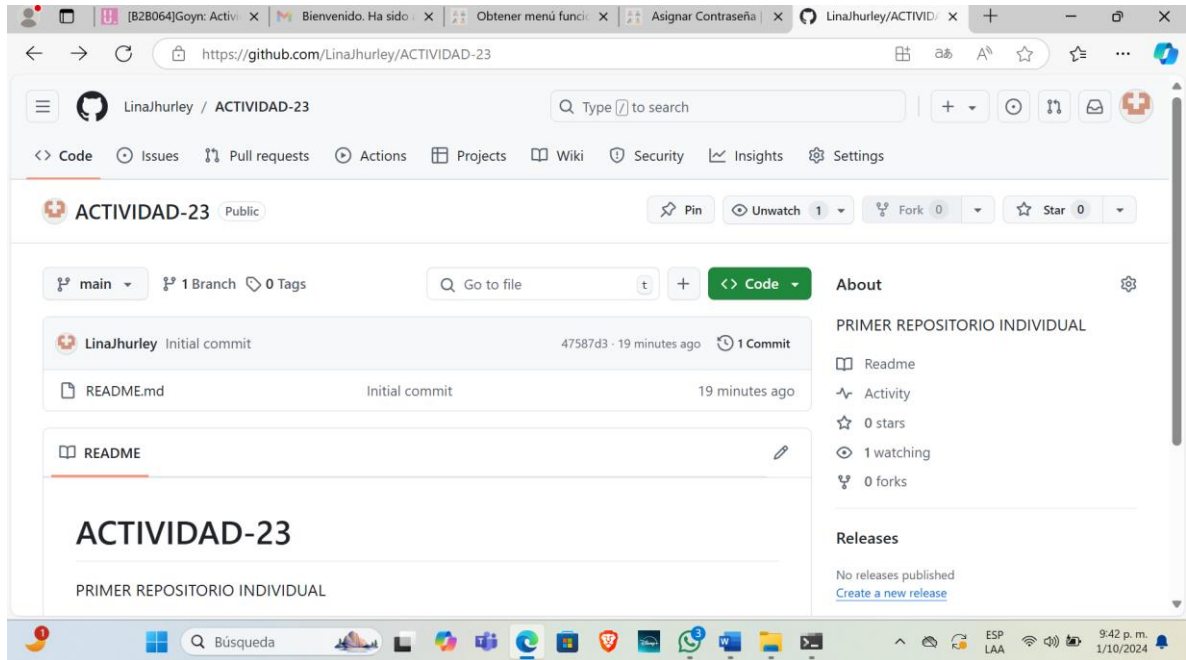 [B2B064]Goyn: Activi
Bienvenido. Ha sido
Obtener menú funcio
Asignar Contraseña |
LinaJhurley/ACTIVIDA
https://github.com/LinaJhurley/ACTIVIDAD-23
LinaJhurley / ACTIVIDAD-23
Type / to search
Code Issues Pull requests Actions Projects Wiki Security Insights Settings
ACTIVIDAD-23 Public
Pin Unwatch 1 Fork 0 Star 0
main 1 Branch 0 Tags
Go to file t
Code
About
PRIMER REPOSITORIO INDIVIDUAL
LinaJhurley Initial commit 47587d3 · 19 minutes ago 1 Commit
README.md Initial commit 19 minutes ago
Readme
Activity
0 stars
1 watching
0 forks
README
ACTIVIDAD-23
PRIMER REPOSITORIO INDIVIDUAL
Releases
No releases published
Create a new release
Búsqueda
ESP
LAA
9:42 p. m.
1/10/2024